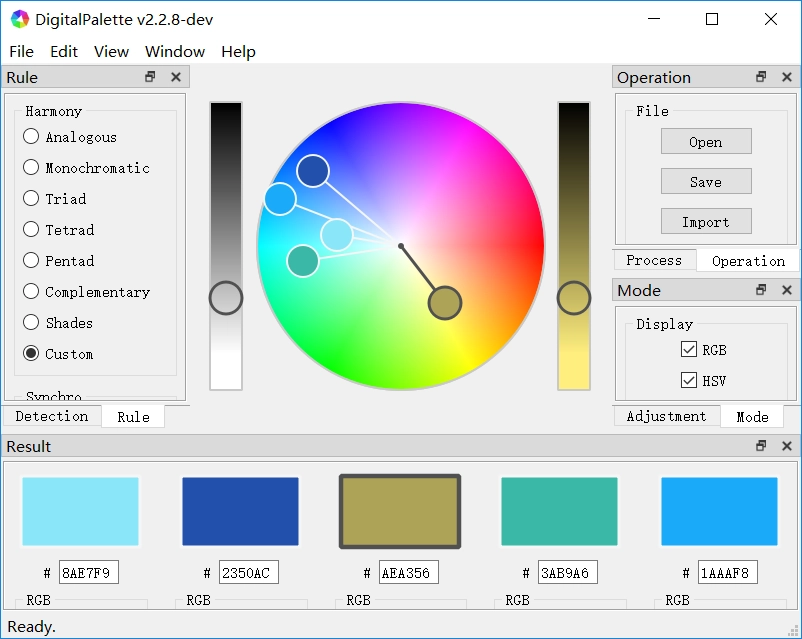 DigitalPalette v2.2.8-dev
File Edit View Window Help
Rule
Harmony
Analogous
Monochromatic
Triad
Tetrad
Pentad
Complementary
Shades
Custom
Synchro
Detection Rule
Operation
File
Open
Save
Import
Process Operation
Mode
Display
RGB
HSV
Adjustment Mode
Result
# 8AE7F9 # 2350AC # AEA356 # 3AB9A6 # 1AAAF8
RGB RGB RGB RGB RGB
Ready.